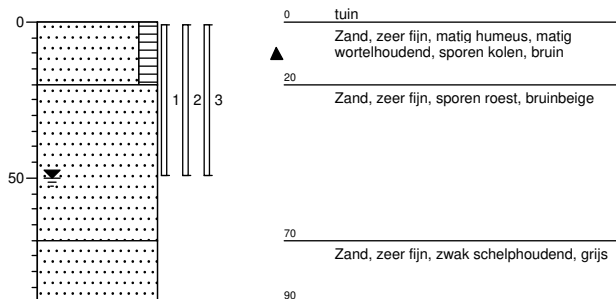 0
50
1 2 3
0 tuin
Zand, zeer fijn, matig humeus, matig
wortelhoudend, sporen kolen, bruin
20
Zand, zeer fijn, sporen roest, bruinbeige
70
Zand, zeer fijn, zwak schelphoudend, grijs
90